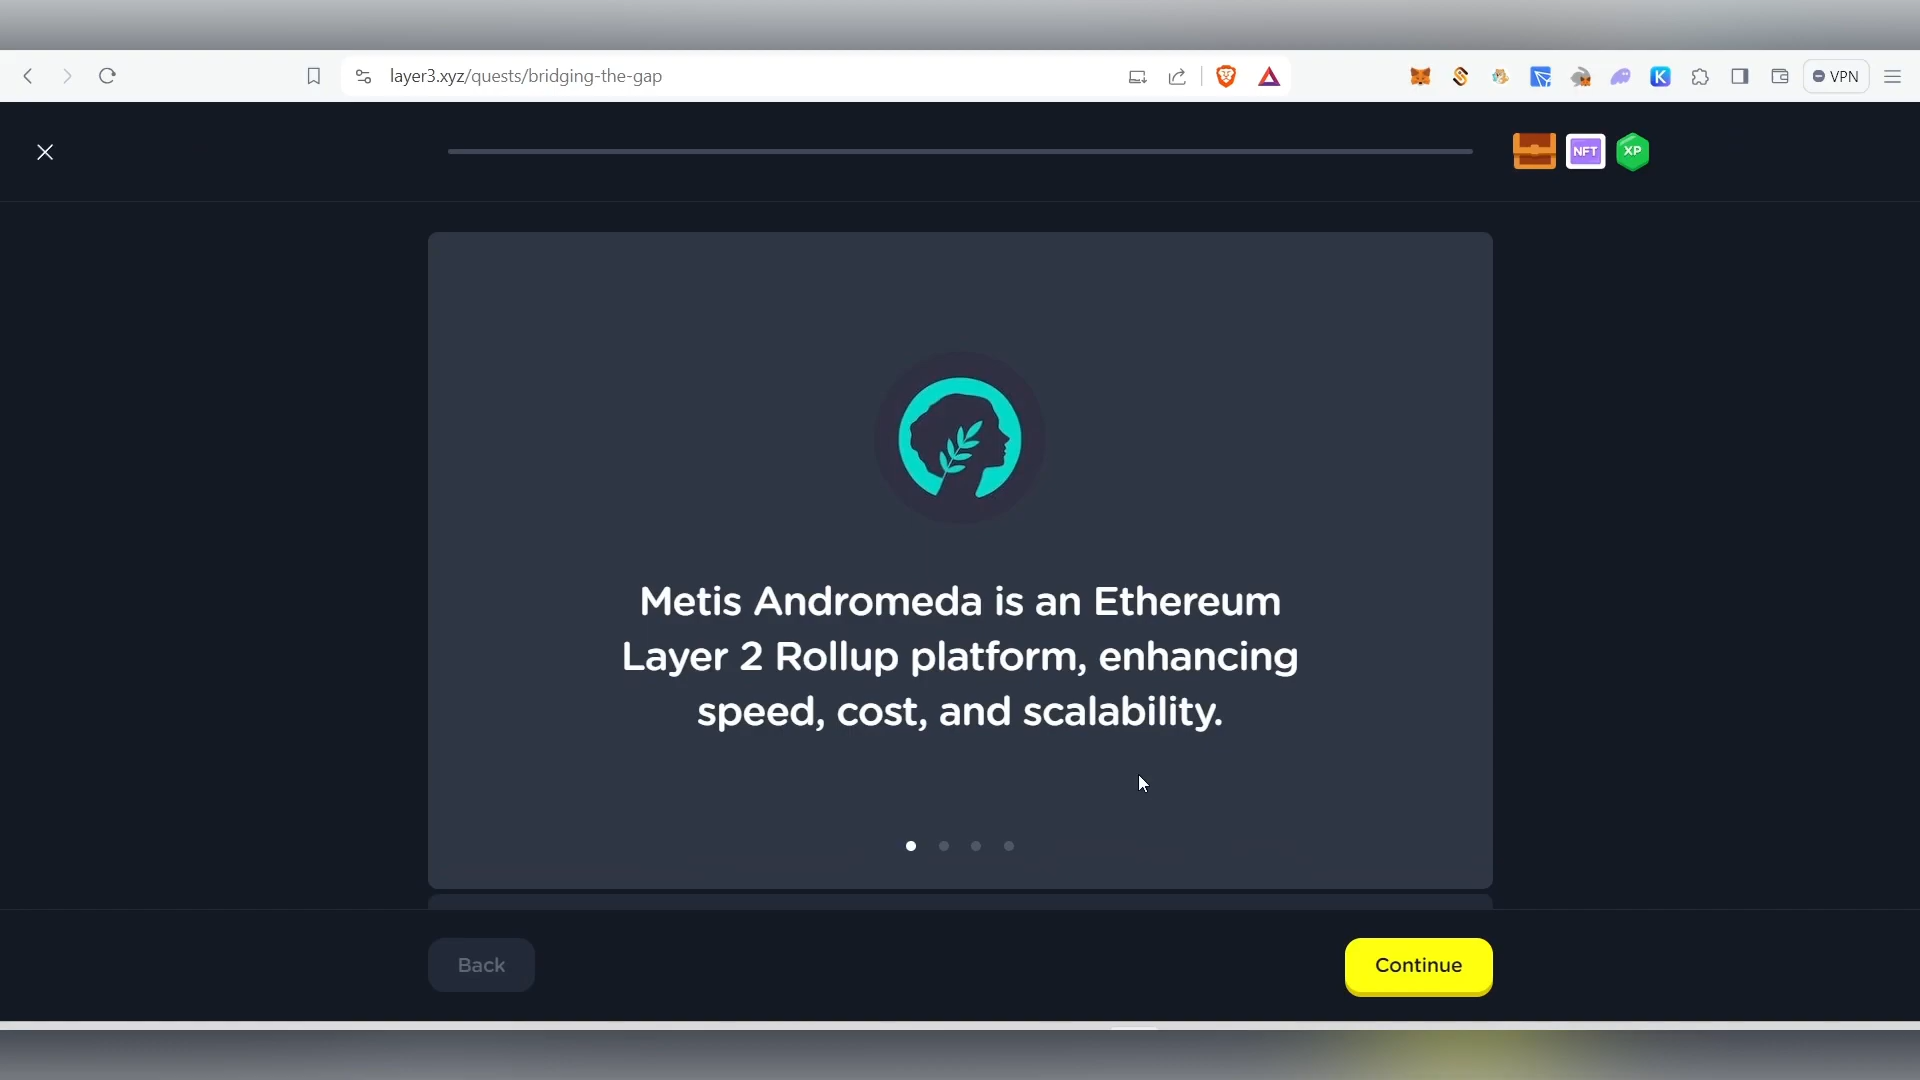 layer3.xyz/quests/bridging-the-gap
VPN
NFT
XP
Metis Andromeda is an Ethereum
Layer 2 Rollup platform, enhancing
speed, cost, and scalability.
Back
Continue